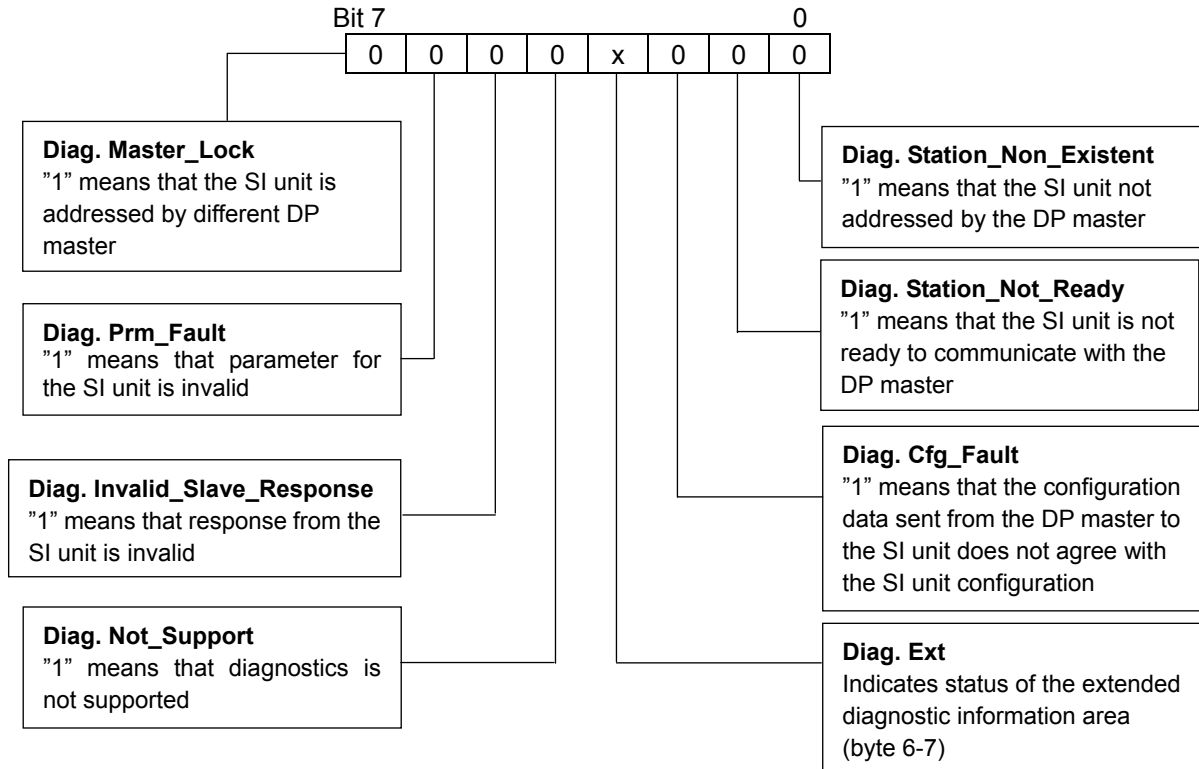 Bit 7 0
0 0 0 0 x 0 0 0
Diag. Master_Lock
”1” means that the SI unit is
addressed by different DP
master
Diag. Prm_Fault
”1” means that parameter for
the SI unit is invalid
Diag. Invalid_Slave_Response
”1” means that response from the
SI unit is invalid
Diag. Not_Support
”1” means that diagnostics is
not supported
Diag. Station_Non_Existent
”1” means that the SI unit not
addressed by the DP master
Diag. Station_Not_Ready
”1” means that the SI unit is not
ready to communicate with the
DP master
Diag. Cfg_Fault
”1” means that the configuration
data sent from the DP master to
the SI unit does not agree with
the SI unit configuration
Diag. Ext
Indicates status of the extended
diagnostic information area
(byte 6-7)